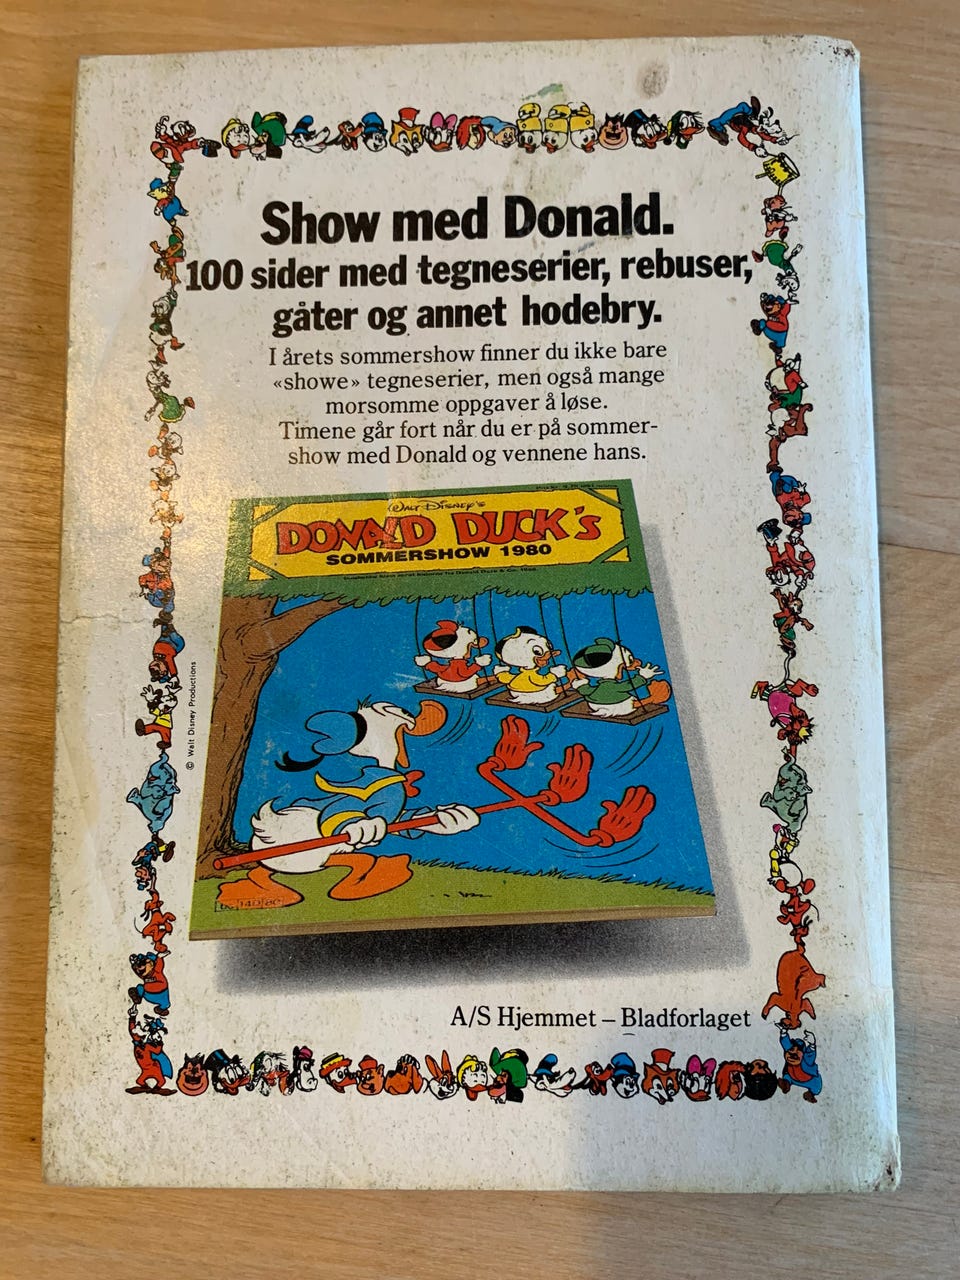 Show med Donald.
100 sider med tegneserier, rebuser,
gåter og annet hodebry.
I årets sommershow finner du ikke bare
«showe» tegneserier, men også mange
morsomme oppgaver å løse.
Timene går fort når du er på sommer-
show med Donald og vennene hans.
WALT DISNEY'S
DONALD DUCK'S
SOMMERSHOW 1980
© Walt Disney Productions
A/S Hjemmet – Bladforlaget